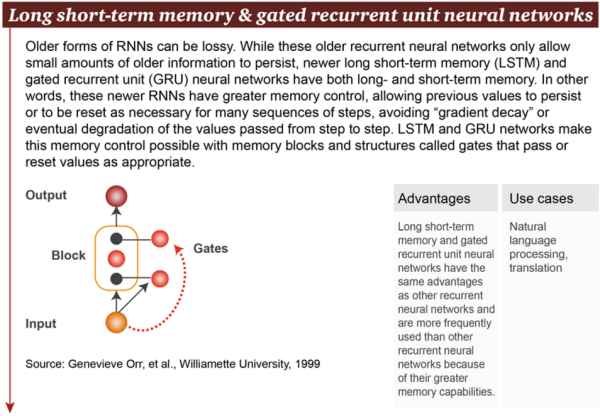 Long short-term memory & gated recurrent unit neural networks
Older forms of RNNs can be lossy. While these older recurrent neural networks only allow
small amounts of older information to persist, newer long short-term memory (LSTM) and
gated recurrent unit (GRU) neural networks have both long- and short-term memory. In other
words, these newer RNNs have greater memory control, allowing previous values to persist
or to be reset as necessary for many sequences of steps, avoiding “gradient decay” or
eventual degradation of the values passed from step to step. LSTM and GRU networks make
this memory control possible with memory blocks and structures called gates that pass or
reset values as appropriate.
Output
Block
Gates
Input
Source: Genevieve Orr, et al., Williamette University, 1999
Advantages
Long short-term
memory and gated
recurrent unit neural
networks have the
same advantages
as other recurrent
neural networks and
are more frequently
used than other
recurrent neural
networks because
of their greater
memory capabilities.
Use cases
Natural
language
processing,
translation